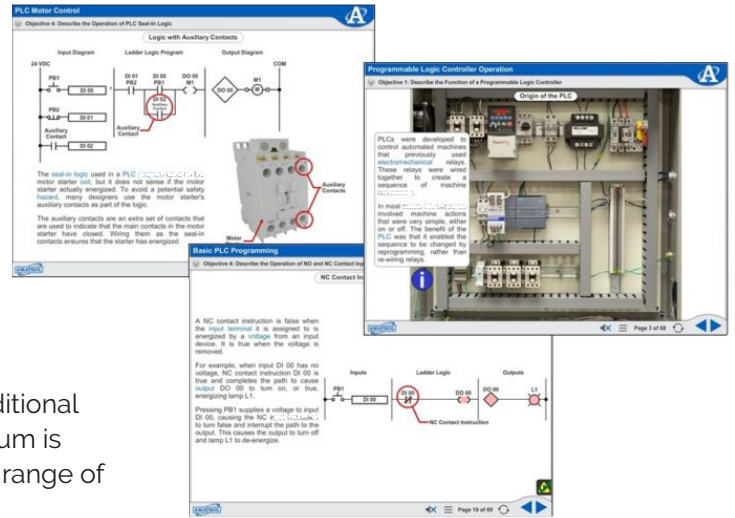 PLC Motor Control
Objective 4: Describe the Operation of PLC Seal-In Logic
Logic with Auxiliary Contacts
Input Diagram
Ladder Logic Program
Output Diagram
24 VDC
COM
PB1
DI 00
1
DI 01
PB2
DI 00
PB1
DO 00
M1
DO 00
M1
M
PB2
DI 01
DI 02
Auxiliary
Contact
Auxiliary
Contact
Auxiliary
Contact
DI 02
The seal-in logic used in a PLC
motor starter coil, but it does not sense if the motor
starter actually energized. To avoid a potential safety
hazard, many designers use the motor starter's
auxiliary contacts as part of the logic.
The auxiliary contacts are an extra set of contacts that
are used to indicate that the main contacts in the motor
starter have closed. Wiring them as the seal-in
contacts ensures that the starter has energized.
Auxiliary
Contacts
Motor
AMATROL
Programmable Logic Controller Operation
Objective 1: Describe the Function of a Programmable Logic Controller
Origin of the PLC
PLCs were developed to
control automated machines
that previously used
electromechanical relays.
These relays were wired
together to create a
sequence of machine
In most
involved machine actions
that were very simple, either
on or off. The benefit of the
PLC was that it enabled the
sequence to be changed by
reprogramming, rather than
re-wiring relays.
i
AMATROL
Page 3 of 68
Basic PLC Programming
Objective 4: Describe the Operation of NO and NC Contact
NC Contact
A NC contact instruction is false when
the input terminal it is assigned to is
energized by a voltage from an input
device. It is true when the voltage is
removed.
For example, when input DI 00 has no
voltage, NC contact instruction DI 00 is
true and completes the path to cause
output DO 00 to turn on, or true,
energizing lamp L1.
Pressing PB1 supplies a voltage to input
DI 00, causing the NC
to turn false and interrupt the path to the
output. This causes the output to turn off
and lamp L1 to de-energize.
Inputs
Ladder Logic
Outputs
PB1
DI 00
DI 00
DO 00
DO 00
L1
NC Contact Instruction
AMATROL
Page 19 of 60
ditional
um is
range of